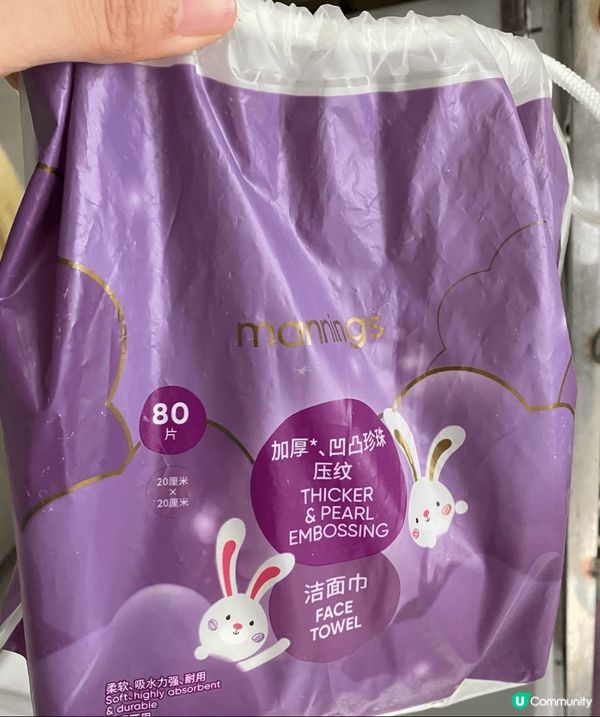 mannings
80
片
20厘米
×
20厘米
加厚*、凹凸珍珠
压纹
THICKER
& PEARL
EMBOSSING
洁面巾
FACE
TOWEL
柔软、吸水力强、耐用
Soft, highly absorbent
& durable
U Community